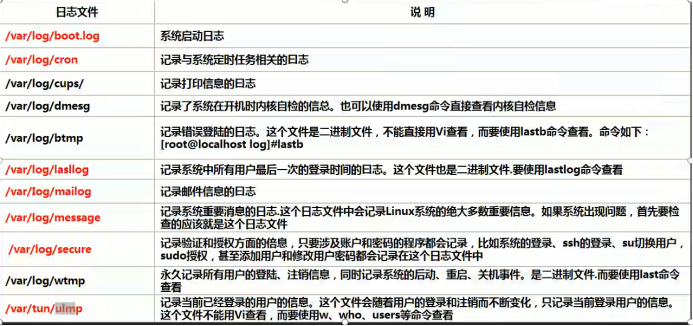 日志文件
说 明
/var/log/boot.log
系统启动日志
/var/log/cron
记录与系统定时任务相关的日志
/var/log/cups/
记录打印信息的日志
/var/log/dmesg
记录了系统在开机时内核自检的信总。也可以使用dmesg命令直接查看内核自检信息
/var/log/btmp
记录错误登陆的日志。这个文件是二进制文件，不能直接用Vi查看，而要使用lastb命令查看。命令如下：
[root@localhost log]#lastb
/var/log/lasllog
记录系统中所有用户最后一次的登录时间的日志。这个文件也是二进制文件.要使用lastlog命令查看
/var/log/mailog
记录邮件信息的日志
/var/log/message
记录系统重要消息的日志.这个日志文件中会记录Linux系统的绝大多数重要信息。如果系统出现问题，首先要检
查的应该就是这个日志文件
/var/log/secure
记录验证和授权方面的倍息，只要涉及账户和密码的程序都会记录，比如系统的登录、ssh的登录、su切换用户，
sudo授权，甚至添加用户和修改用户密码都会记录在这个日志文件中
/var/log/wtmp
永久记录所有用户的登陆、注销信息，同时记录系统的后动、重启、关机事件。是二进制文件.而要使用last命令
查看
/var/tun/ulmp
记录当前已经登录的用户的信息。这个文件会随着用户的登录和注销而不断变化，只记录当前登录用户的信息。
这个文件不能用Vi查看，而要使用w、who、users等命令查看